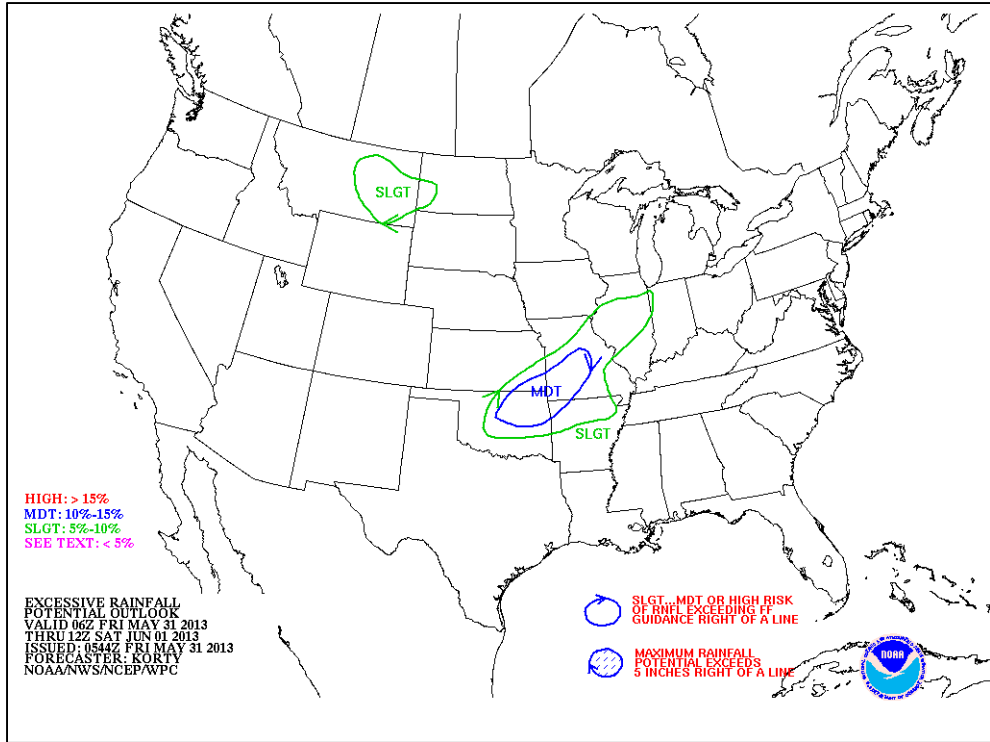 SLGT
MDT
SLGT
HIGH: > 15%
MDT: 10%-15%
SLGT: 5%-10%
SEE TEXT: < 5%
EXCESSIVE RAINFALL
POTENTIAL OUTLOOK
VALID 06Z FRI MAY 31 2013
THRU 12Z SAT JUN 01 2013
ISSUED: 0544Z FRI MAY 31 2013
FORECASTER: KORTY
NOAA/NWS/NCEP/WPC
SLGT...MDT OR HIGH RISK
OF RNFL EXCEEDING FF
GUIDANCE RIGHT OF A LINE
MAXIMUM RAINFALL
POTENTIAL EXCEEDS
5 INCHES RIGHT OF A LINE
NOAA